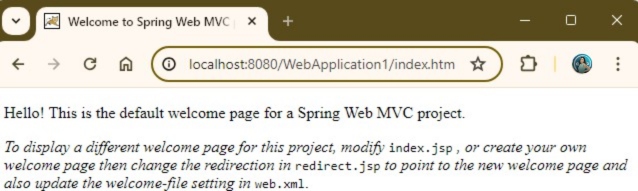 Welcome to Spring Web MVC
localhost:8080/WebApplication1/index.htm
Hello! This is the default welcome page for a Spring Web MVC project.
To display a different welcome page for this project, modify index.jsp , or create your own
welcome page then change the redirection in redirect.jsp to point to the new welcome page and
also update the welcome-file setting in web.xml.